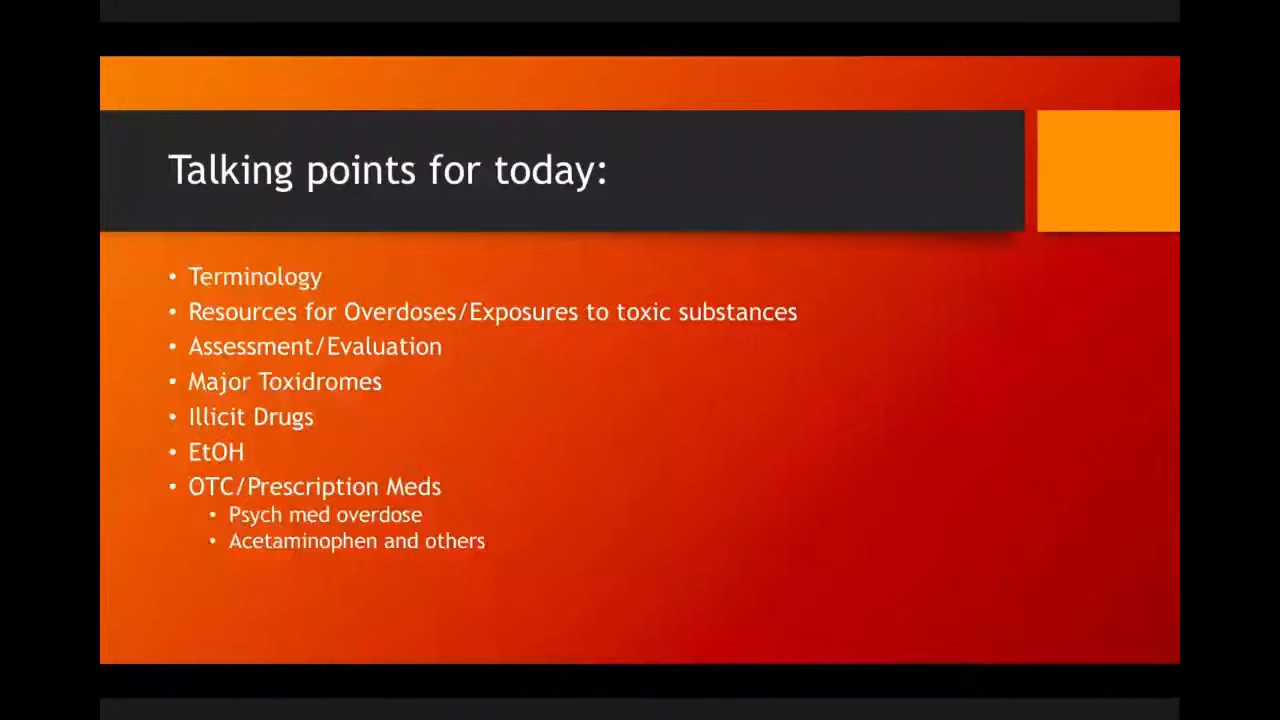 Talking points for today:
• Terminology
• Resources for Overdoses/Exposures to toxic substances
• Assessment/Evaluation
• Major Toxidromes
• Illicit Drugs
• EtOH
• OTC/Prescription Meds
• Psych med overdose
• Acetaminophen and others